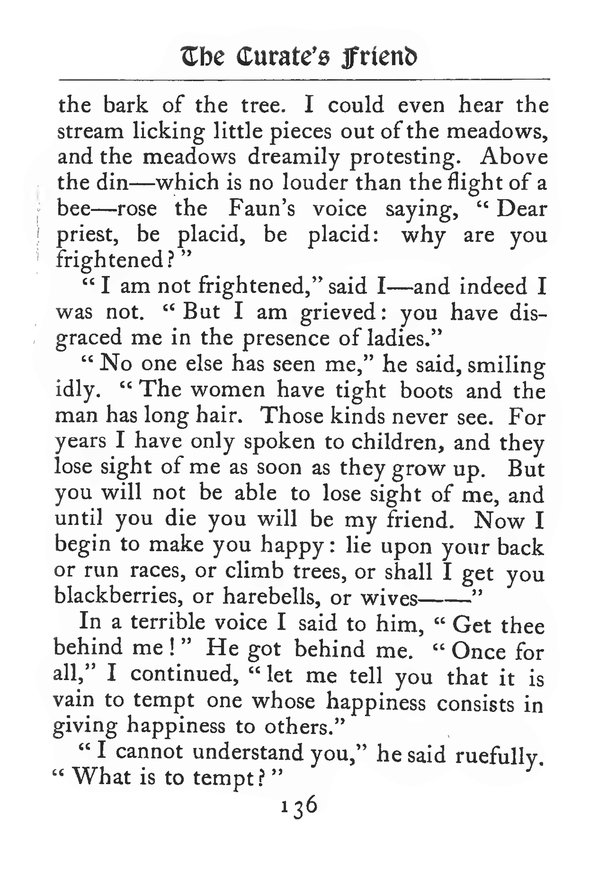 The Curate's Friend
the bark of the tree. I could even hear the
stream licking little pieces out of the meadows,
and the meadows dreamily protesting. Above
the din—which is no louder than the flight of a
bee—rose the Faun's voice saying, “Dear
priest, be placid, be placid: why are you
frightened?”
“I am not frightened,” said I—and indeed I
was not. “But I am grieved: you have dis-
graced me in the presence of ladies.”
“No one else has seen me,” he said, smiling
idly. “The women have tight boots and the
man has long hair. Those kinds never see. For
years I have only spoken to children, and they
lose sight of me as soon as they grow up. But
you will not be able to lose sight of me, and
until you die you will be my friend. Now I
begin to make you happy: lie upon your back
or run races, or climb trees, or shall I get you
blackberries, or harebells, or wives——”
In a terrible voice I said to him, “Get thee
behind me!” He got behind me. “Once for
all,” I continued, “let me tell you that it is
vain to tempt one whose happiness consists in
giving happiness to others.”
“I cannot understand you,” he said ruefully.
“What is to tempt?”
136